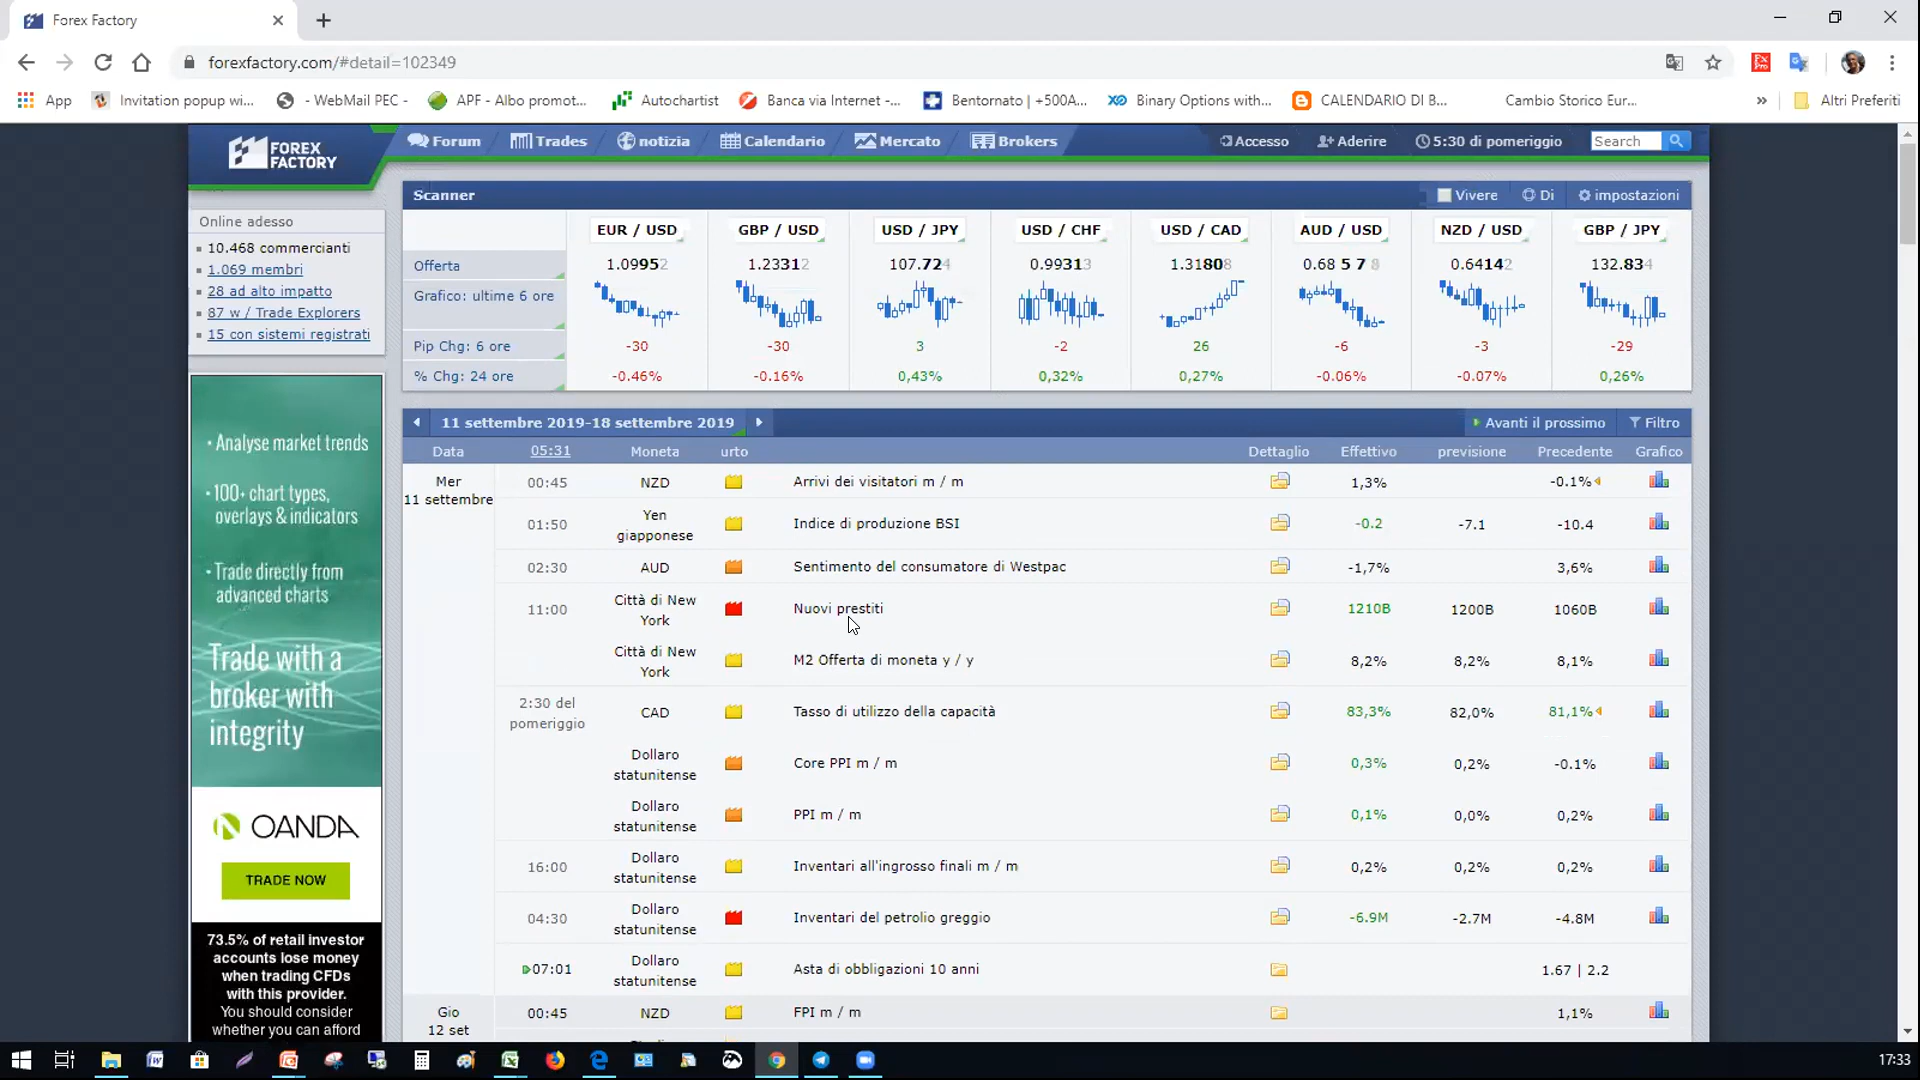 Forex Factory
forexfactory.com/#detail=102349
App
Invitation popup wi...
- WebMail PEC -
APF - Albo promot...
Autochartist
Banca via Internet -...
Bentornato | +500A...
Binary Options with...
CALENDARIO DI B...
Cambio Storico Eur...
»
Altri Preferiti
FOREX
FACTORY
Forum
Trades
notizia
Calendario
Mercato
Brokers
Accesso
Aderire
5:30 di pomeriggio
Search
Online adesso
10.468 commercianti
1.069 membri
28 ad alto impatto
87 w / Trade Explorers
15 con sistemi registrati
Scanner
Vivere
Di
impostazioni
EUR / USD GBP / USD USD / JPY USD / CHF USD / CAD AUD / USD NZD / USD GBP / JPY
Offerta 1.09952 1.23312 107.724 0.99313 1.31808 0.68 5 7 8 0.64142 132.834
Grafico: ultime 6 ore
Pip Chg: 6 ore -30 -30 3 -2 26 -6 -3 -29
% Chg: 24 ore -0.46% -0.16% 0,43% 0,32% 0,27% -0.06% -0.07% 0,26%
11 settembre 2019-18 settembre 2019
Avanti il prossimo
Filtro
Data 05:31 Moneta urto Dettaglio Effettivo previsione Precedente Grafico
Mer
11 settembre
00:45 NZD Arrivi dei visitatori m / m 1,3% -0.1%
01:50 Yen giapponese Indice di produzione BSI -0.2 -7.1 -10.4
02:30 AUD Sentimento del consumatore di Westpac -1,7% 3,6%
11:00 Città di New York Nuovi prestiti 1210B 1200B 1060B
Città di New York M2 Offerta di moneta y / y 8,2% 8,2% 8,1%
2:30 del pomeriggio CAD Tasso di utilizzo della capacità 83,3% 82,0% 81,1%
Dollaro statunitense Core PPI m / m 0,3% 0,2% -0.1%
Dollaro statunitense PPI m / m 0,1% 0,0% 0,2%
16:00 Dollaro statunitense Inventari all'ingrosso finali m / m 0,2% 0,2% 0,2%
04:30 Dollaro statunitense Inventari del petrolio greggio -6.9M -2.7M -4.8M
07:01 Dollaro statunitense Asta di obbligazioni 10 anni 1.67 | 2.2
Gio
12 set
00:45 NZD FPI m / m 1,1%
• Analyse market trends
• 100+ chart types,
overlays & indicators
• Trade directly from
advanced charts
Trade with a
broker with
integrity
OANDA
TRADE NOW
73.5% of retail investor
accounts lose money
when trading CFDs
with this provider.
You should consider
whether you can afford
17:33